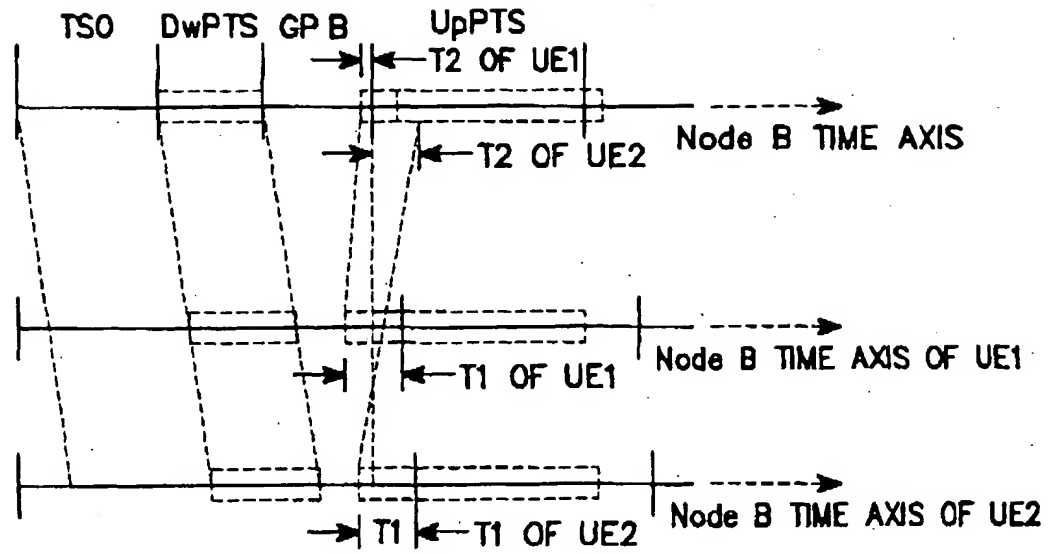 TS0 DwPTS GP B UpPTS
T2 OF UE1
Node B TIME AXIS
T2 OF UE2
Node B TIME AXIS OF UE1
T1 OF UE1
Node B TIME AXIS OF UE2
T1 T1 OF UE2